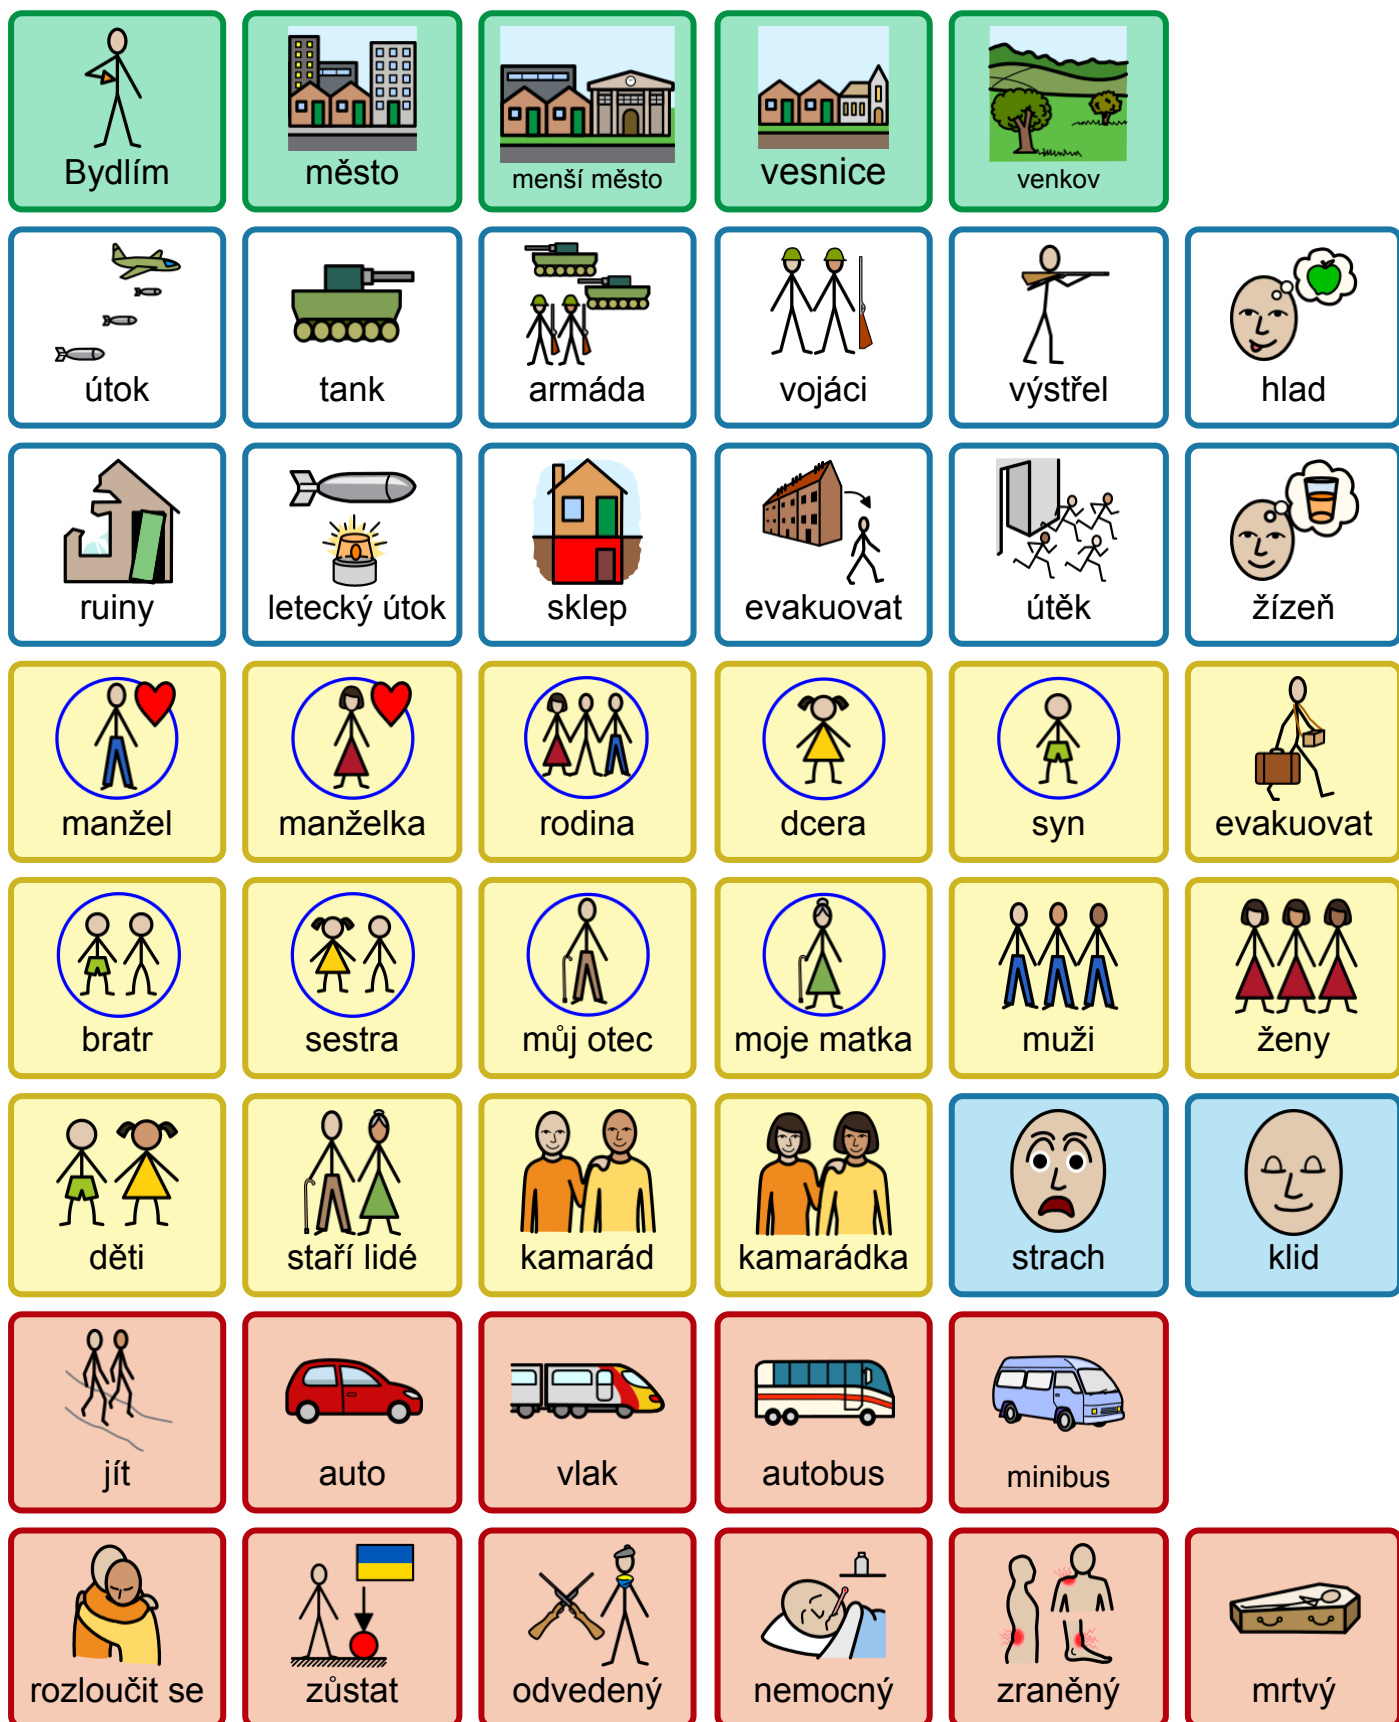 Bydlím
město
menší město
vesnice
venkov
útok
tank
armáda
vojáci
výstřel
hlad
ruiny
letecký útok
sklep
evakuovat
útěk
žízeň
manžel
manželka
rodina
dcera
syn
evakuovat
bratr
sestra
můj otec
moje matka
muži
ženy
děti
staří lidé
kamarád
kamarádka
strach
klid
jít
auto
vlak
autobus
minibus
rozloučit se
zůstat
odvedený
nemocný
zraněný
mrtvý